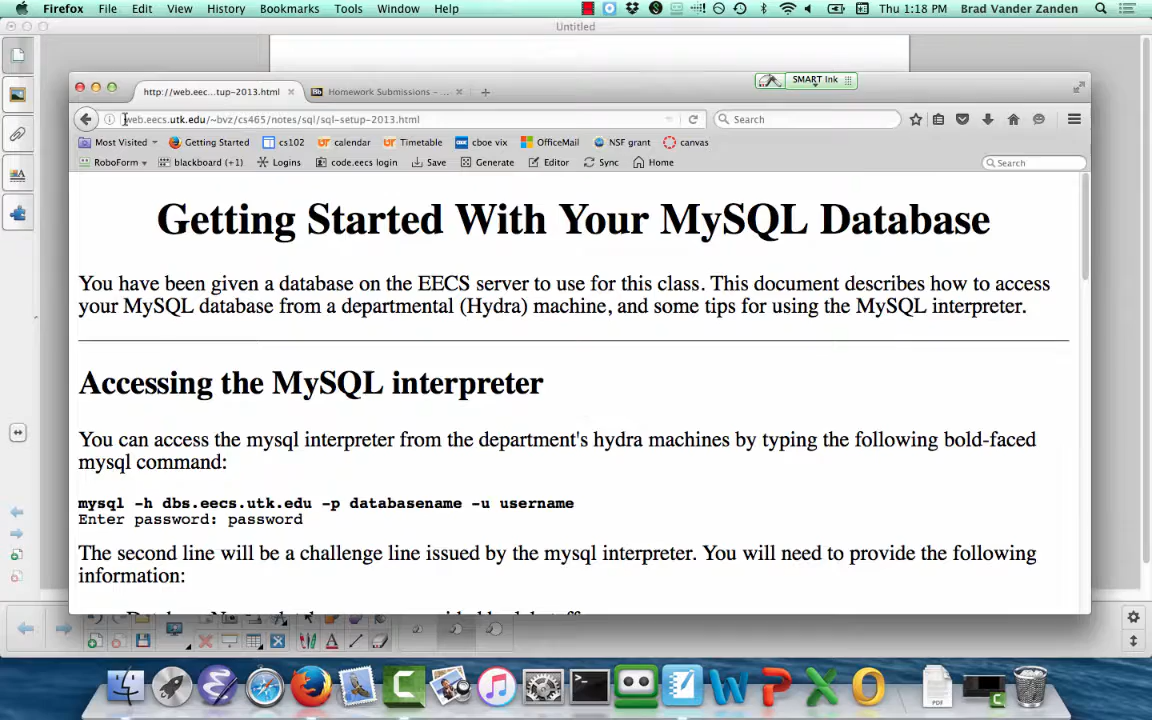 Firefox File Edit View History Bookmarks Tools Window Help Thu 1:18 PM Brad Vander Zanden
Untitled
SMART Ink
http://web.eec...tup-2013.html Homework Submissions – ...
web.eecs.utk.edu/~bvz/cs465/notes/sql/sql-setup-2013.html Search
Most Visited Getting Started cs102 calendar Timetable cboe vix OfficeMail NSF grant canvas
RoboForm blackboard (+1) Logins code.eecs login Save Generate Editor Sync Home Search
Getting Started With Your MySQL Database
You have been given a database on the EECS server to use for this class. This document describes how to access
your MySQL database from a departmental (Hydra) machine, and some tips for using the MySQL interpreter.
Accessing the MySQL interpreter
You can access the mysql interpreter from the department's hydra machines by typing the following bold-faced
mysql command:
mysql -h dbs.eecs.utk.edu -p databasename -u username
Enter password: password
The second line will be a challenge line issued by the mysql interpreter. You will need to provide the following
information:
PDF